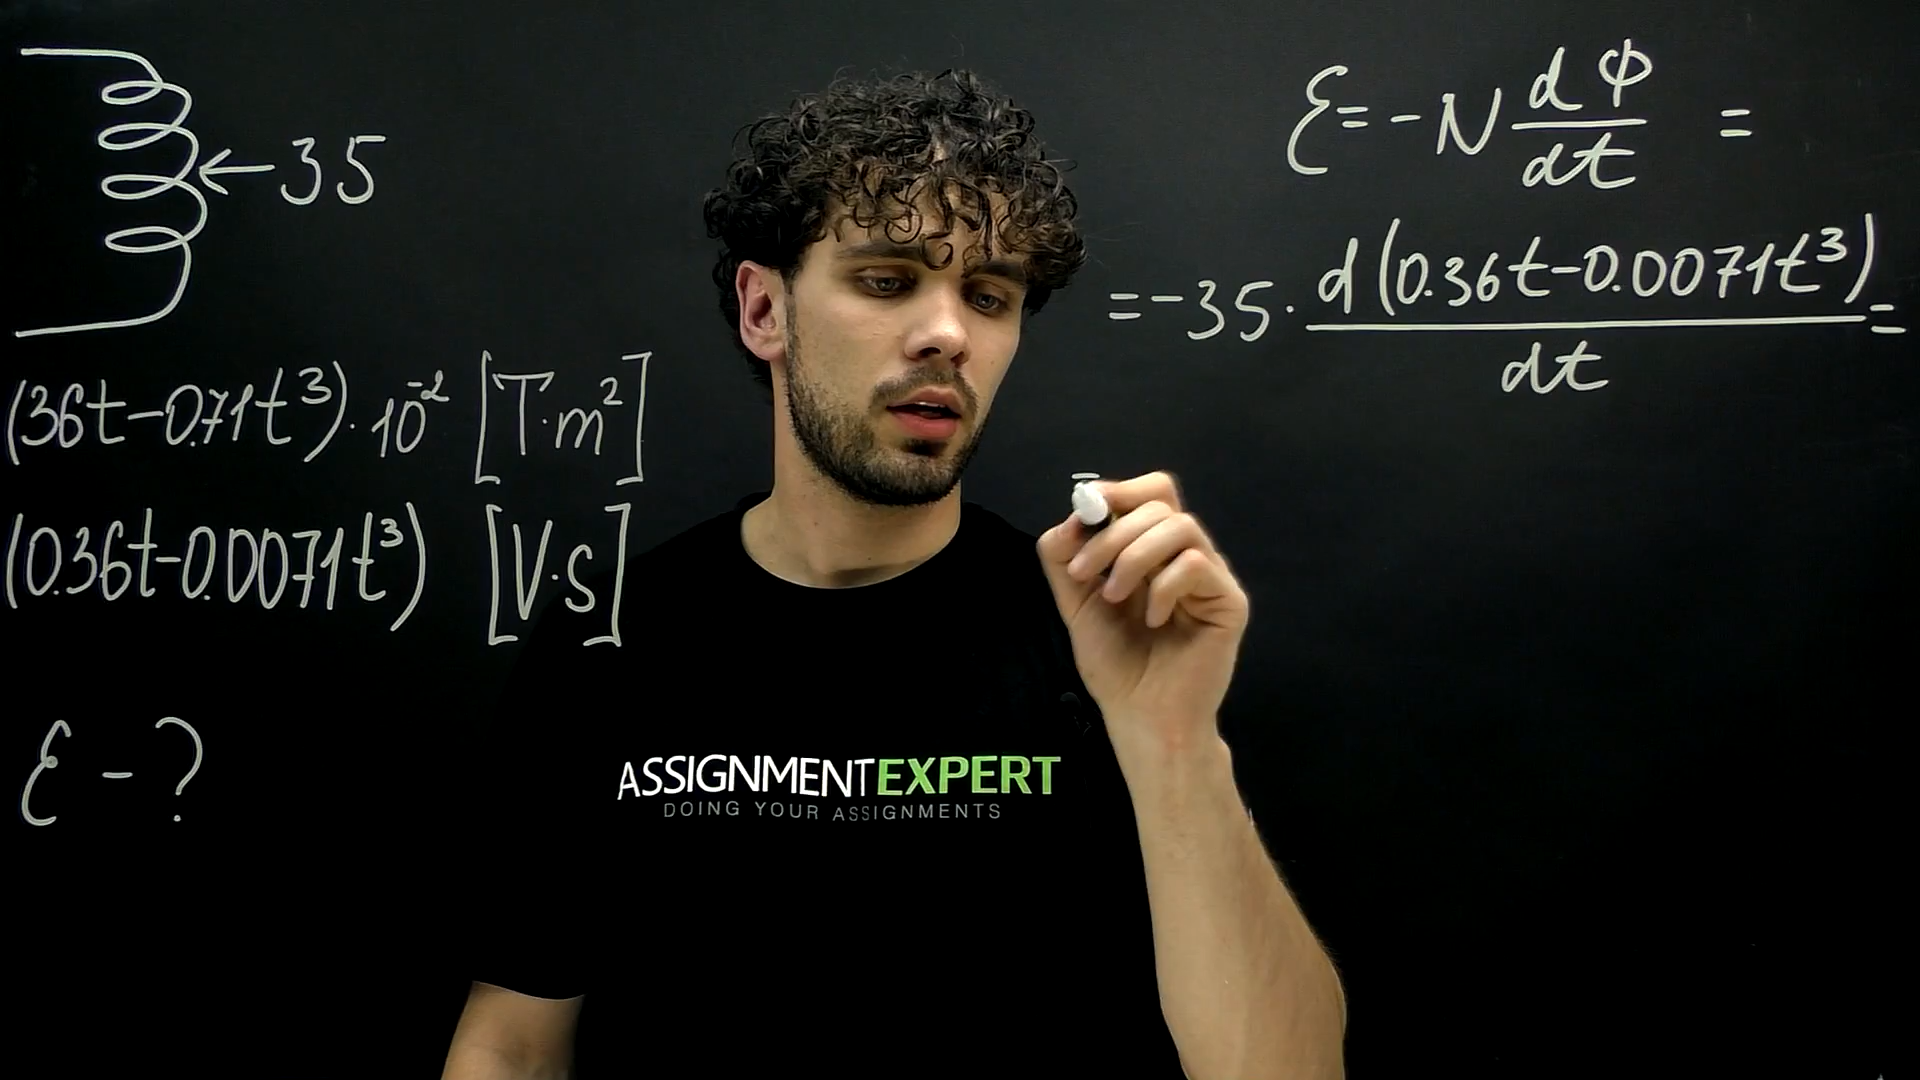 ←35
(36t-0.71t³)·10⁻² [T·m²]
(0.36t-0.0071t³) [V·s]
ε-?
ε=-N dΦ/dt =
=-35· d(0.36t-0.0071t³)/dt =
=
ASSIGNMENTEXPERT
DOING YOUR ASSIGNMENTS